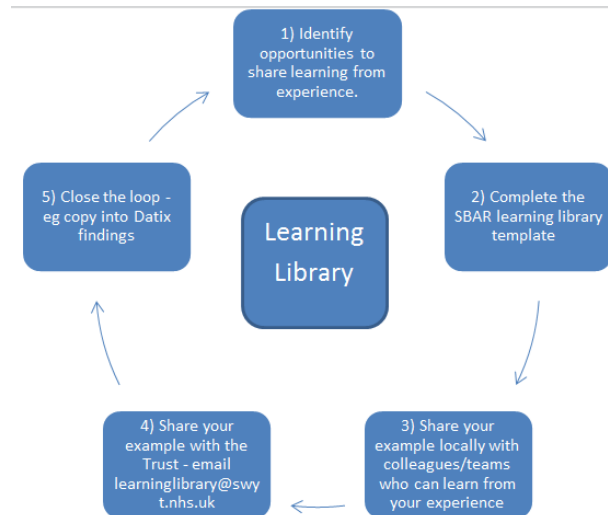 1) Identify
opportunities to
share learning from
experience.
2) Complete the
SBAR learning library
template
3) Share your
example locally with
colleagues/teams
who can learn from
your experience
4) Share your
example with the
Trust - email
learninglibrary@swy
t.nhs.uk
5) Close the loop -
eg copy into Datix
findings
Learning
Library